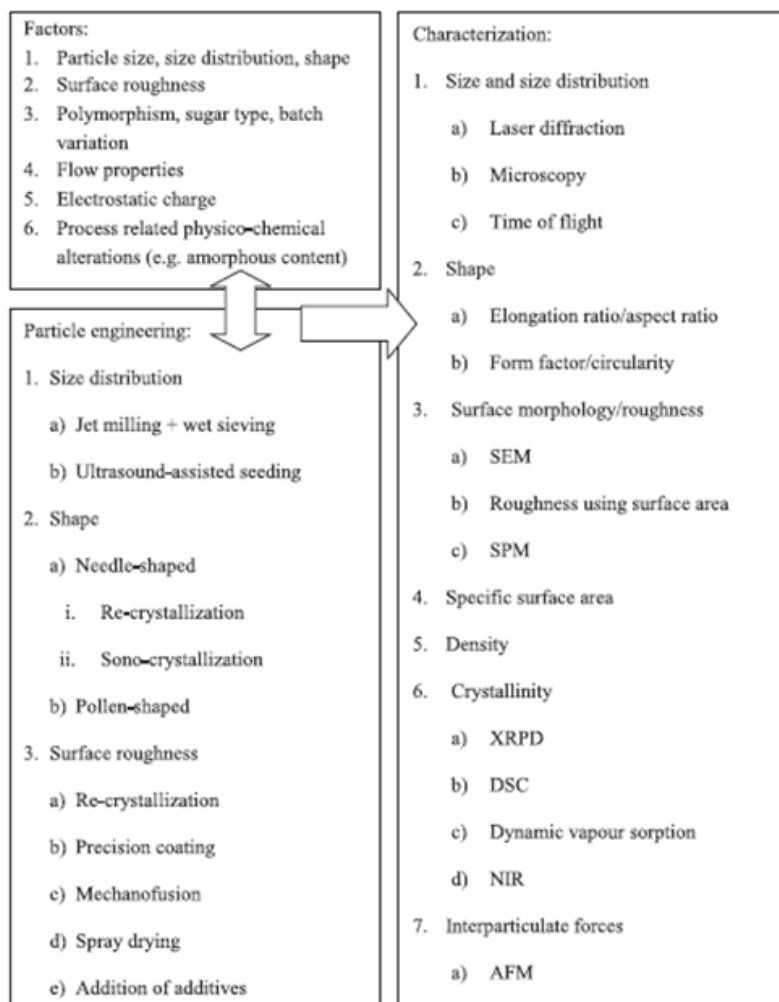 Factors:
1. Particle size, size distribution, shape
2. Surface roughness
3. Polymorphism, sugar type, batch
variation
4. Flow properties
5. Electrostatic charge
6. Process related physico-chemical
alterations (e.g. amorphous content)
Particle engineering:
1. Size distribution
a) Jet milling + wet sieving
b) Ultrasound-assisted seeding
2. Shape
a) Needle-shaped
i. Re-crystallization
ii. Sono-crystallization
b) Pollen-shaped
3. Surface roughness
a) Re-crystallization
b) Precision coating
c) Mechanofusion
d) Spray drying
e) Addition of additives
Characterization:
1. Size and size distribution
a) Laser diffraction
b) Microscopy
c) Time of flight
2. Shape
a) Elongation ratio/aspect ratio
b) Form factor/circularity
3. Surface morphology/roughness
a) SEM
b) Roughness using surface area
c) SPM
4. Specific surface area
5. Density
6. Crystallinity
a) XRPD
b) DSC
c) Dynamic vapour sorption
d) NIR
7. Interparticulate forces
a) AFM